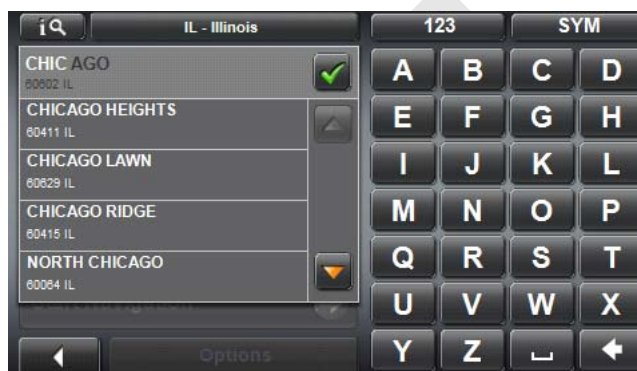 iQ IL - Illinois 123 SYM
CHICAGO
60602 IL
CHICAGO HEIGHTS
60411 IL
CHICAGO LAWN
60629 IL
CHICAGO RIDGE
60415 IL
NORTH CHICAGO
60064 IL
Options
A B C D
E F G H
I J K L
M N O P
Q R S T
U V W X
Y Z